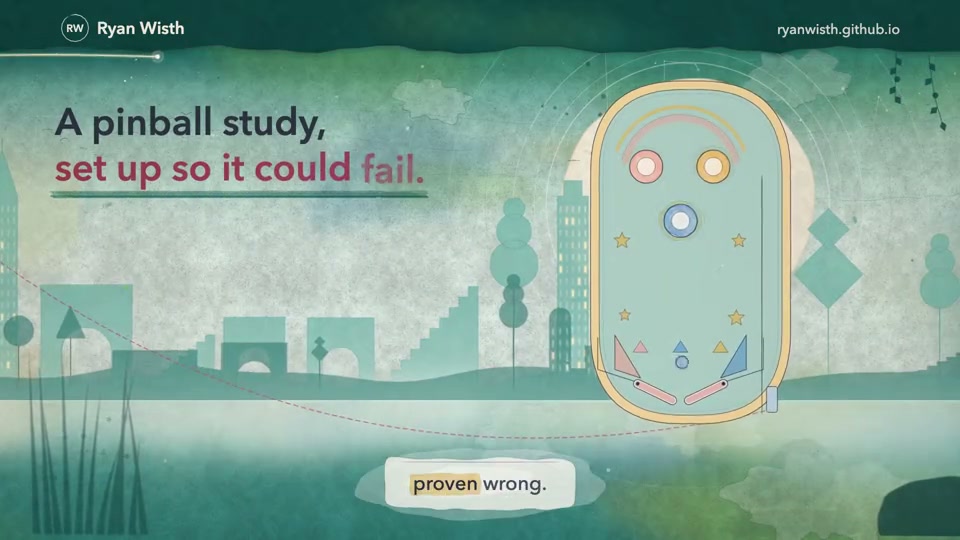 RW Ryan Wisth
ryanwisth.github.io
A pinball study,
set up so it could fail.
proven wrong.